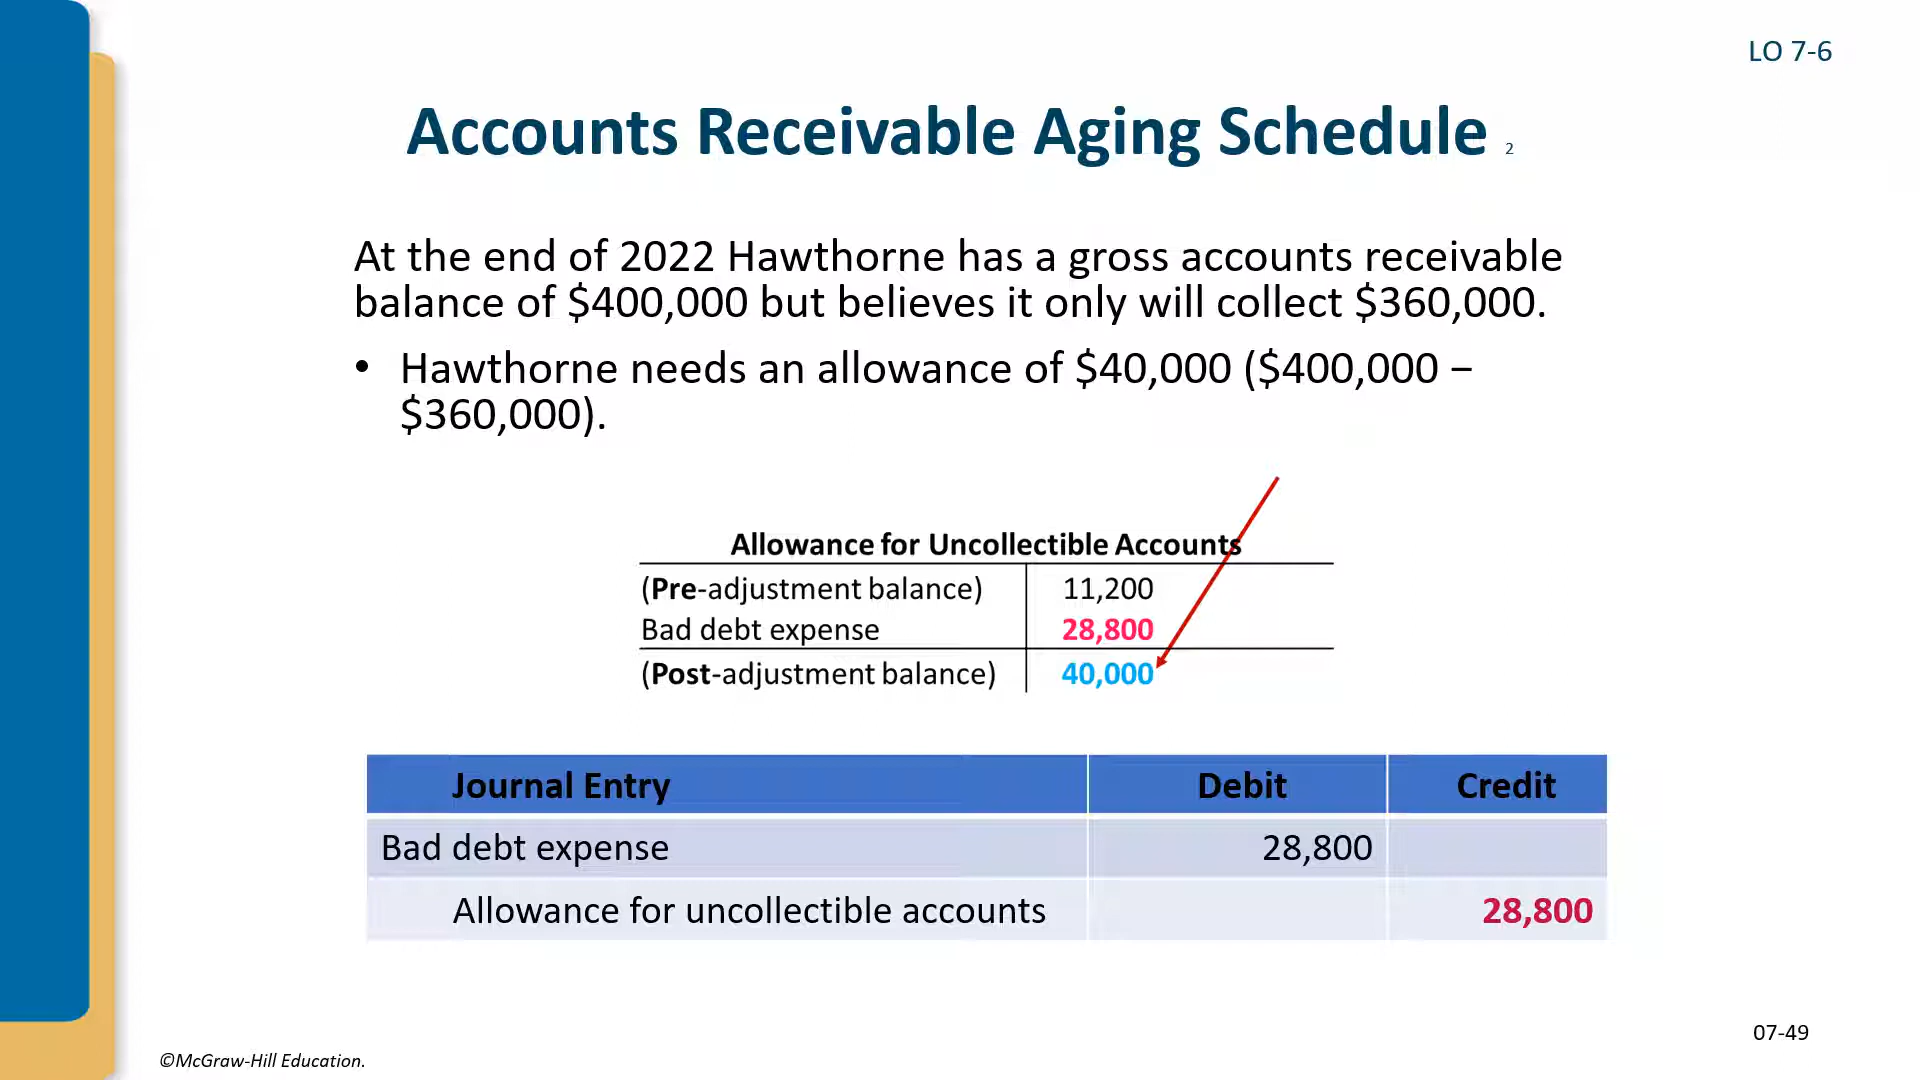 LO 7-6
Accounts Receivable Aging Schedule 2
At the end of 2022 Hawthorne has a gross accounts receivable
balance of $400,000 but believes it only will collect $360,000.
• Hawthorne needs an allowance of $40,000 ($400,000 −
$360,000).
Allowance for Uncollectible Accounts
(Pre-adjustment balance) 11,200
Bad debt expense 28,800
(Post-adjustment balance) 40,000
Journal Entry Debit Credit
Bad debt expense 28,800
Allowance for uncollectible accounts 28,800
07-49
©McGraw-Hill Education.